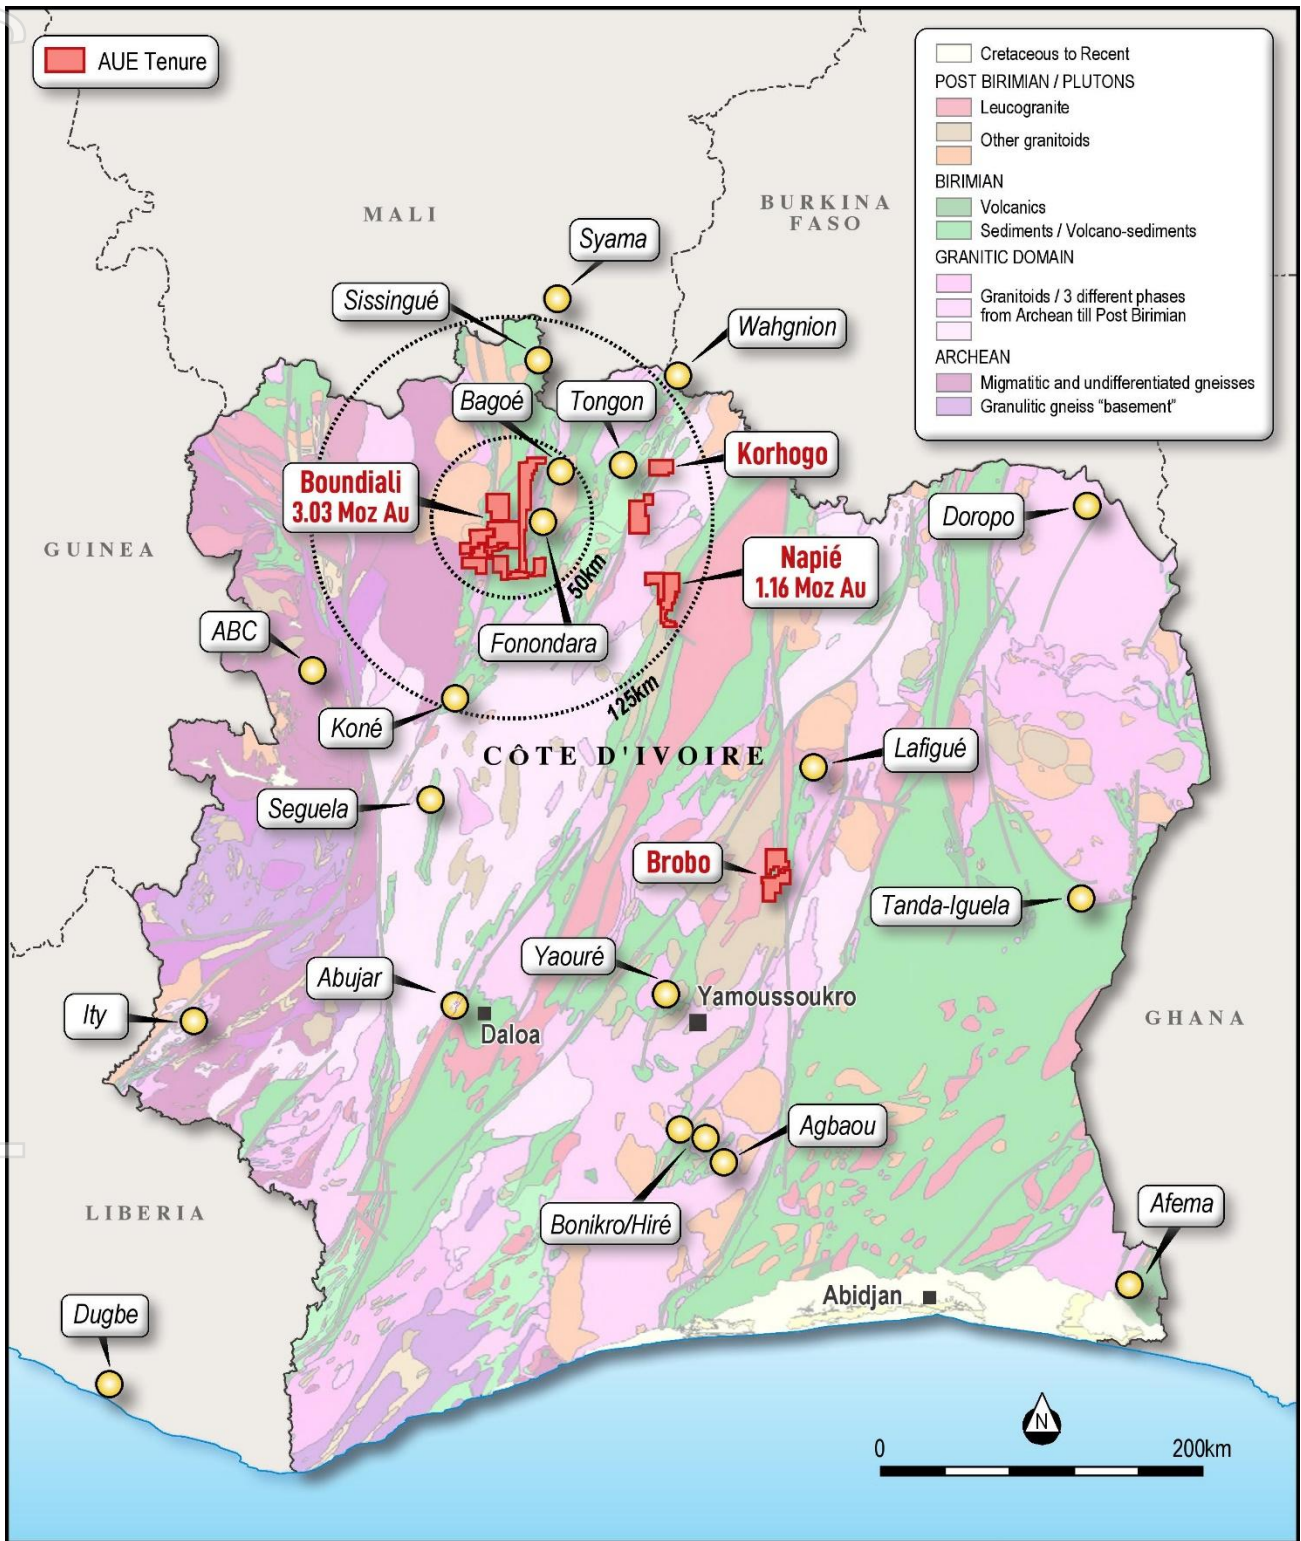 AUE Tenure
Cretaceous to Recent
POST BIRIMIAN / PLUTONS
Leucogranite
Other granitoids
BIRIMIAN
Volcanics
Sediments / Volcano-sediments
GRANITIC DOMAIN
Granitoids / 3 different phases
from Archean till Post Birimian
ARCHEAN
Migmatitic and undifferentiated gneisses
Granulitic gneiss "basement"
MALI
BURKINA
FASO
Syama
Sissingué
Wahgnion
Bagoé
Tongon
Korhogo
Boundiali
3.03 Moz Au
Doropo
GUINEA
Napié
1.16 Moz Au
50km
ABC
Fonondara
125km
Koné
CÔTE D'IVOIRE
Lafigué
Seguela
Brobo
Tanda-Iguela
Yaouré
Abujar
Yamoussoukro
Ity
Daloa
GHANA
Agbaou
Bonikro/Hiré
LIBERIA
Afema
Abidjan
Dugbe
N
0
200km